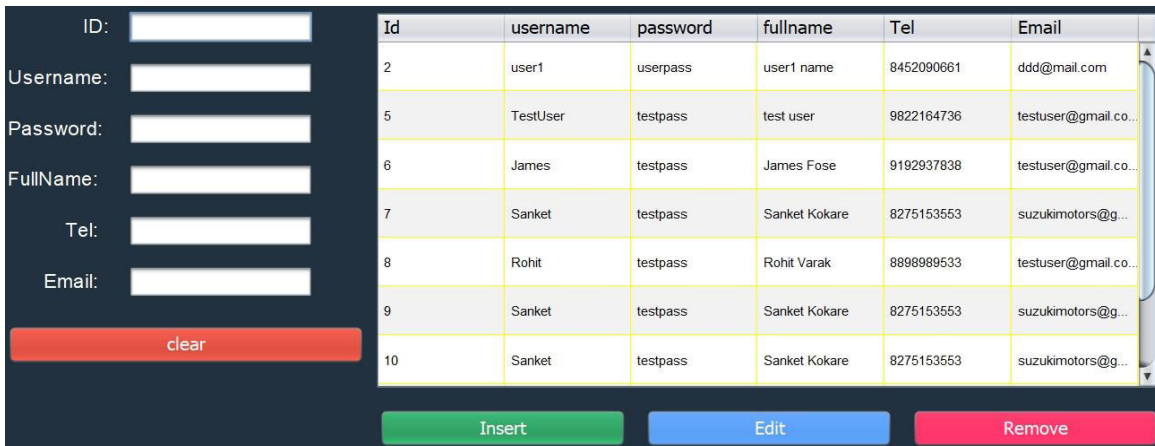 ID:
Username:
Password:
FullName:
Tel:
Email:
clear
Id username password fullname Tel Email
2 user1 userpass user1 name 8452090661 ddd@mail.com
5 TestUser testpass test user 9822164736 testuser@gmail.co...
6 James testpass James Fose 9192937838 testuser@gmail.co...
7 Sanket testpass Sanket Kokare 8275153553 suzukimotors@g...
8 Rohit testpass Rohit Varak 8898989533 testuser@gmail.co...
9 Sanket testpass Sanket Kokare 8275153553 suzukimotors@g...
10 Sanket testpass Sanket Kokare 8275153553 suzukimotors@g...
Insert Edit Remove